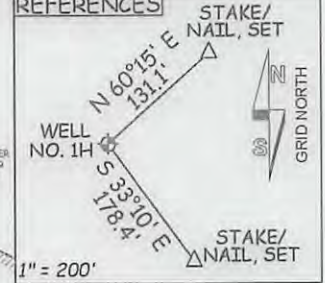 REFERENCES
STAKE/
NAIL, SET
N 60°15' E
131.1'
WELL
NO. 1H
S 33°10' E
178.4'
N
S
GRID NORTH
STAKE/
NAIL, SET
1" = 200'